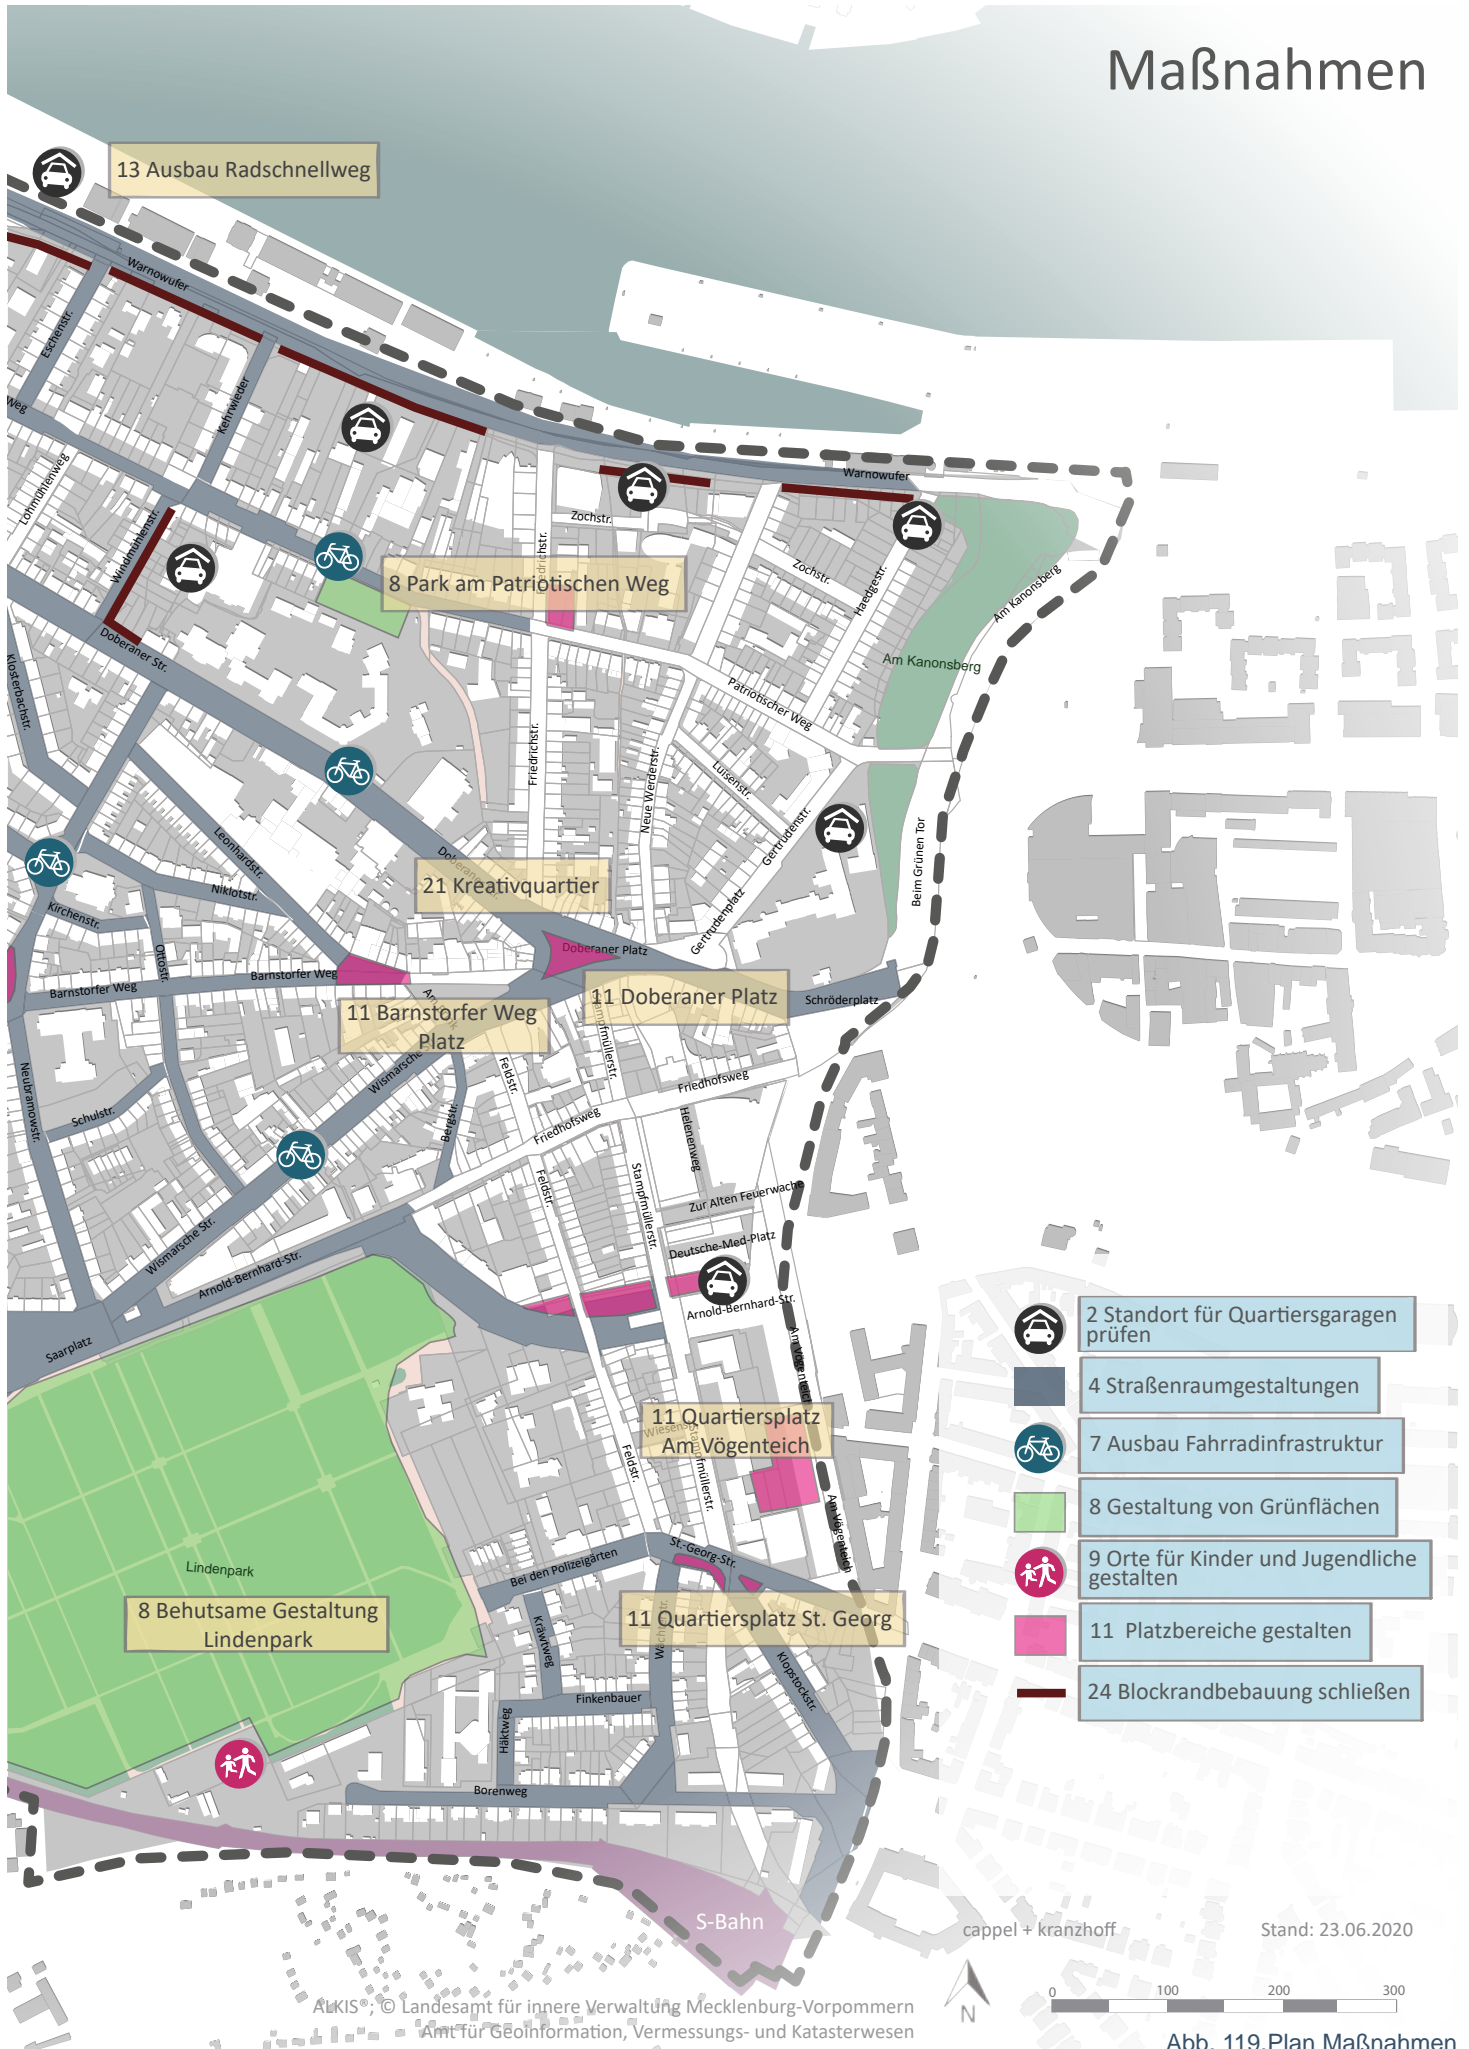 Maßnahmen
13 Ausbau Radschnellweg
Warnowufer
Eschenstr.
Kehrwieder
Weg
Lohmühlenweg
Windmühlenstr.
Warnowufer
Zochstr.
Friedrichstr.
8 Park am Patriotischen Weg
Zochstr.
Haedgestr.
Am Kanonsberg
Am Kanonsberg
Doberaner Str.
Klosterbachstr.
Patriotischer Weg
Friedrichstr.
Neue Werderstr.
Luisenstr.
Gertrudenstr.
Beim Grünen Tor
Leonhardstr.
21 Kreativquartier
Niklotstr.
Kirchenstr.
Ottostr.
Gertrudenplatz
Doberaner Platz
Barnstorfer Weg
Barnstorfer Weg
11 Doberaner Platz
Schröderplatz
11 Barnstorfer Weg
Platz
Stampfmüllerstr.
Wismarsche
Feldstr.
Friedhofsweg
Neubramowstr.
Schulstr.
Bergstr.
Friedhofsweg
Helenenweg
Feldstr.
Stampfmüllerstr.
Zur Alten Feuerwache
Wismarsche Str.
Deutsche-Med-Platz
Arnold-Bernhard-Str.
Arnold-Bernhard-Str.
Saarplatz
Am Vögenteich
11 Quartiersplatz
Am Vögenteich
Feldstr.
Stampfmüllerstr.
Am Vögenteich
St.-Georg-Str.
Bei den Polizeigärten
Lindenpark
8 Behutsame Gestaltung
Lindenpark
11 Quartiersplatz St. Georg
Kräwtweg
Klopstockstr.
Finkenbauer
Häktweg
Borenweg
S-Bahn
2 Standort für Quartiersgaragen
prüfen
4 Straßenraumgestaltungen
7 Ausbau Fahrradinfrastruktur
8 Gestaltung von Grünflächen
9 Orte für Kinder und Jugendliche
gestalten
11 Platzbereiche gestalten
24 Blockrandbebauung schließen
cappel + kranzhoff
Stand: 23.06.2020
N
0 100 200 300
ALKIS®; © Landesamt für innere Verwaltung Mecklenburg-Vorpommern
Amt für Geoinformation, Vermessungs- und Katasterwesen
Abb. 119.Plan Maßnahmen